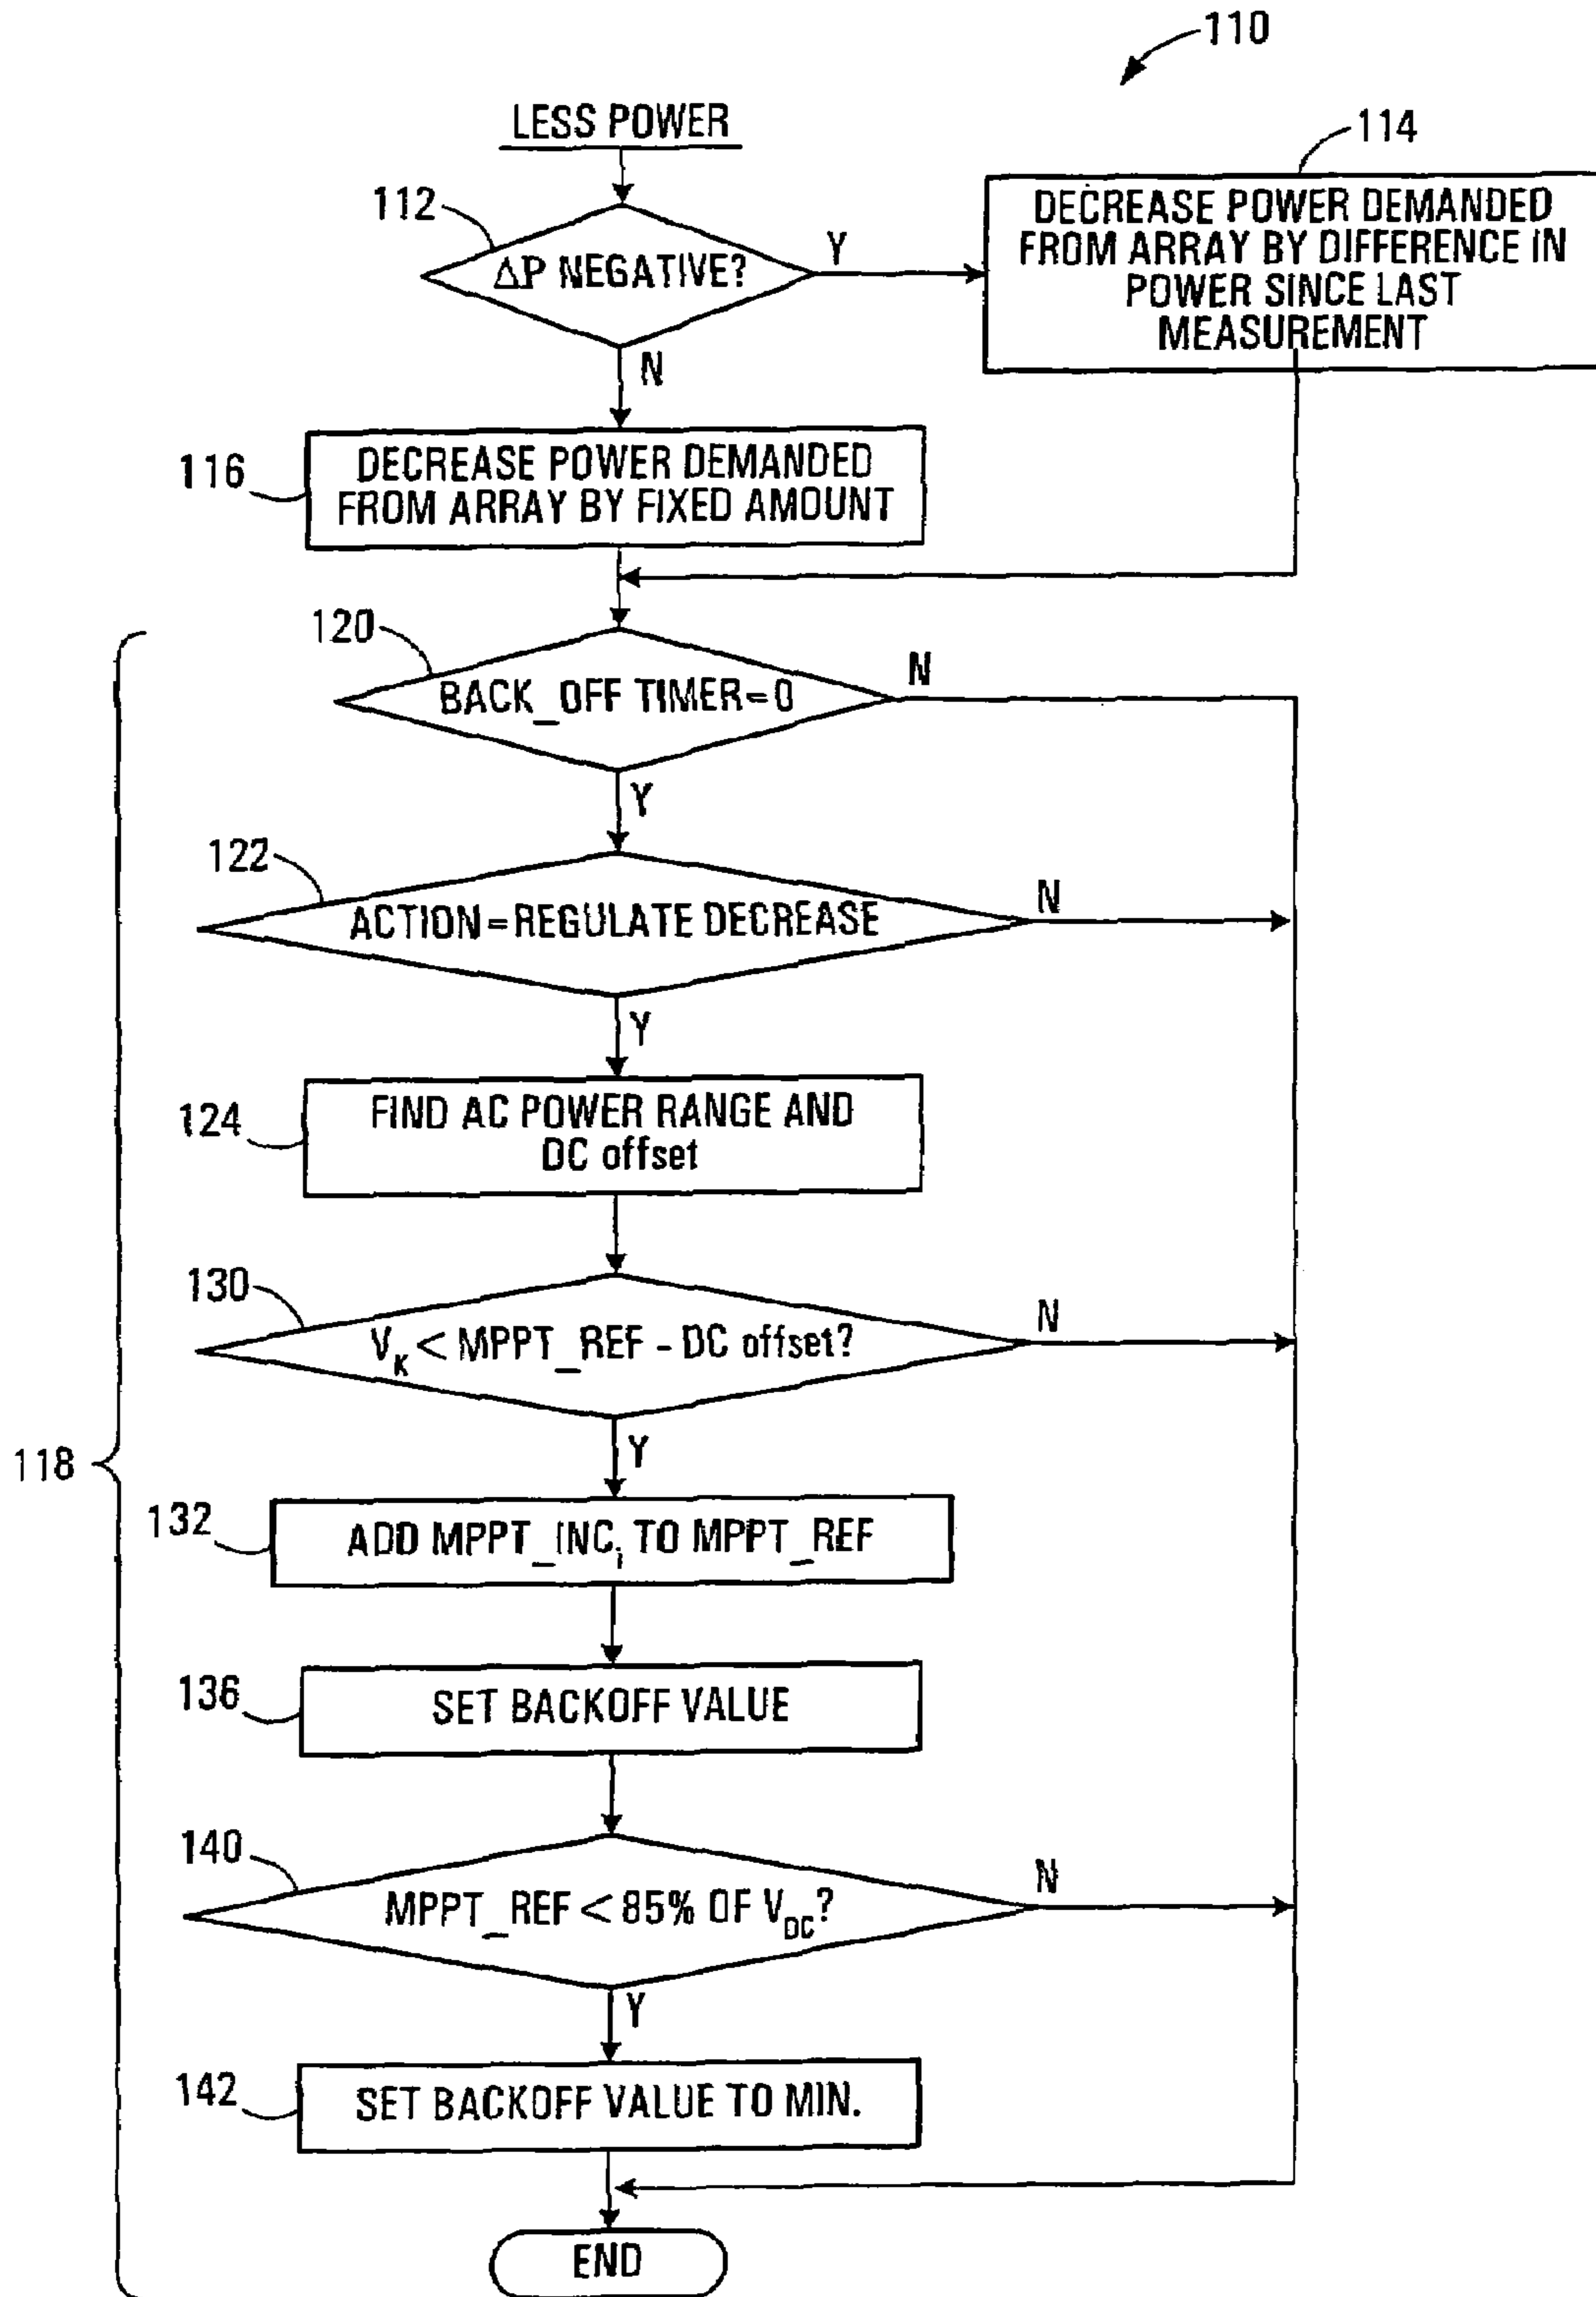 110
LESS POWER
114
112
ΔP NEGATIVE?
Y
DECREASE POWER DEMANDED
FROM ARRAY BY DIFFERENCE IN
POWER SINCE LAST
MEASUREMENT
N
116
DECREASE POWER DEMANDED
FROM ARRAY BY FIXED AMOUNT
120
BACK_OFF TIMER=0
N
Y
122
ACTION=REGULATE DECREASE
N
Y
124
FIND AC POWER RANGE AND
DC offset
130
VK < MPPT_REF - DC offset?
N
118
Y
132
ADD MPPT_INC, TO MPPT_REF
136
SET BACKOFF VALUE
140
MPPT_REF < 85% OF VDC?
N
Y
142
SET BACKOFF VALUE TO MIN.
END